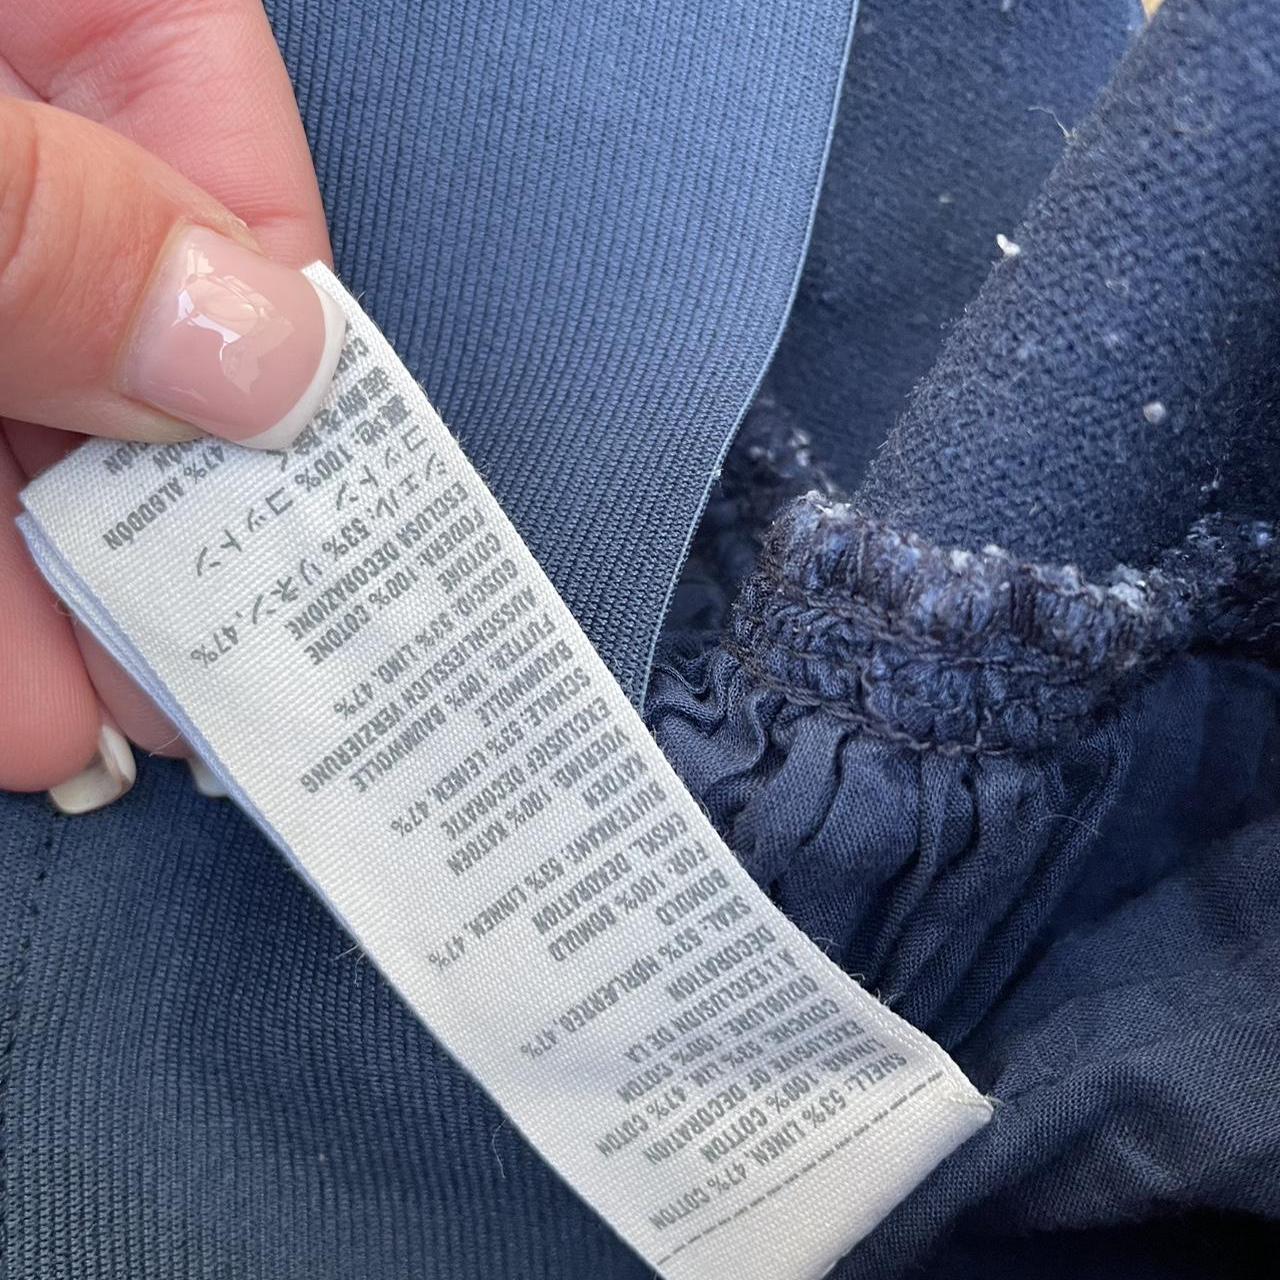 SHELL: 53% LINEN, 47% COTTON
LINING: 100% COTTON
EXCLUSIVE OF DECORATION
COUCHE: 53% LIN, 47% COTON
DOUBLURE: 100% COTON
À L'EXCLUSION DE LA
DÉCORATION
SKAL: 53% HØRLÆRRED, 47%
BOMULD
FOR: 100% BOMULD
EKSKL. DEKORATION
BUITENKANT: 53% LINNEN, 47%
KATOEN
VOERING: 100% KATOEN
EXCLUSIEF DECORATIE
SCHALE: 53% LEINEN, 47%
BAUMWOLLE
FUTTER: 100% BAUMWOLLE
AUSSCHLIESSLICH VERZIERUNG
GUSCIO: 53% LINO, 47%
COTONE
FODERA: 100% COTONE
ESCLUSA DECORAZIONE
シェル: 53% リネン, 47%
コットン
裏地: 100% コットン
47% ALGODÓN